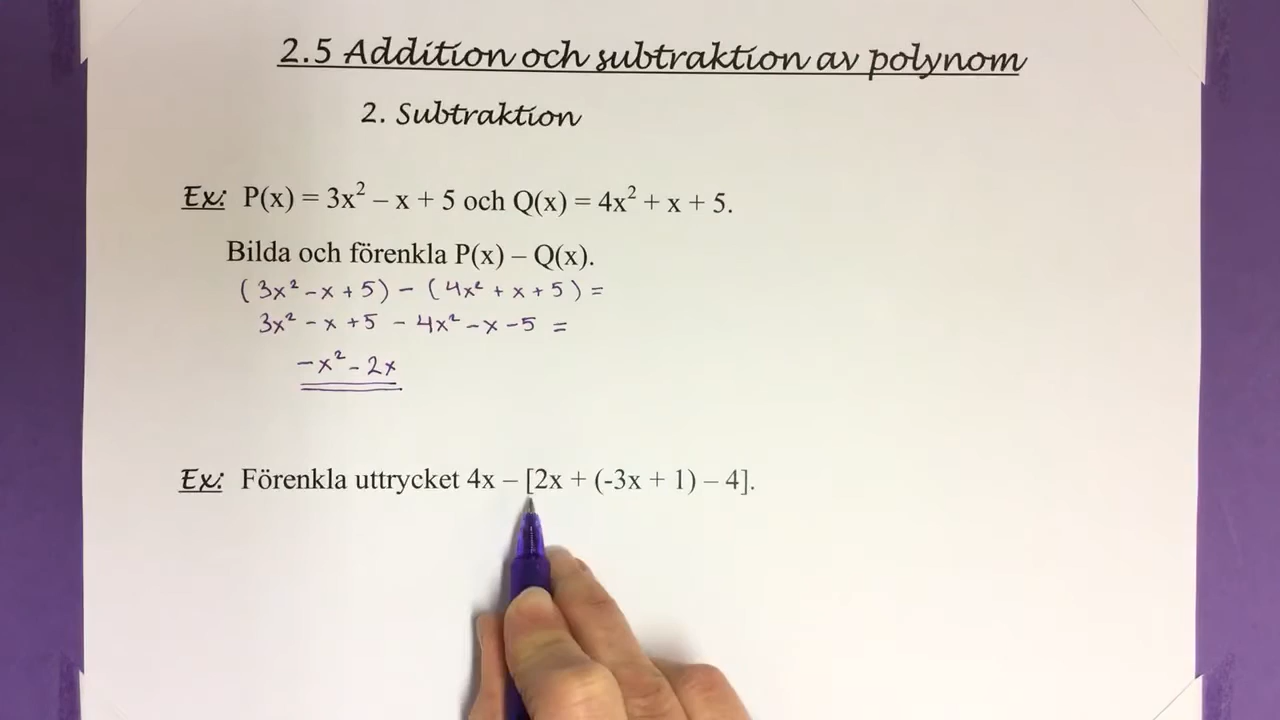 2.5 Addition och subtraktion av polynom
2. Subtraktion
Ex: P(x) = 3x² – x + 5 och Q(x) = 4x² + x + 5.
Bilda och förenkla P(x) – Q(x).
(3x² - x + 5) - (4x² + x + 5) =
3x² - x + 5 - 4x² - x - 5 =
-x² - 2x
Ex: Förenkla uttrycket 4x – [2x + (-3x + 1) – 4].